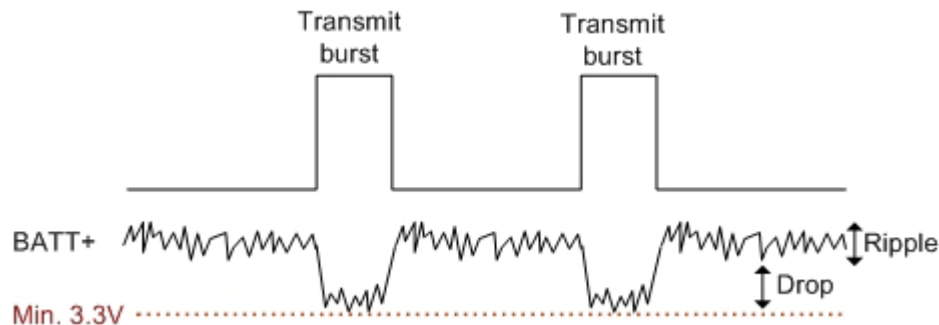 Transmit
burst
Transmit
burst
BATT+
Ripple
Drop
Min. 3.3V